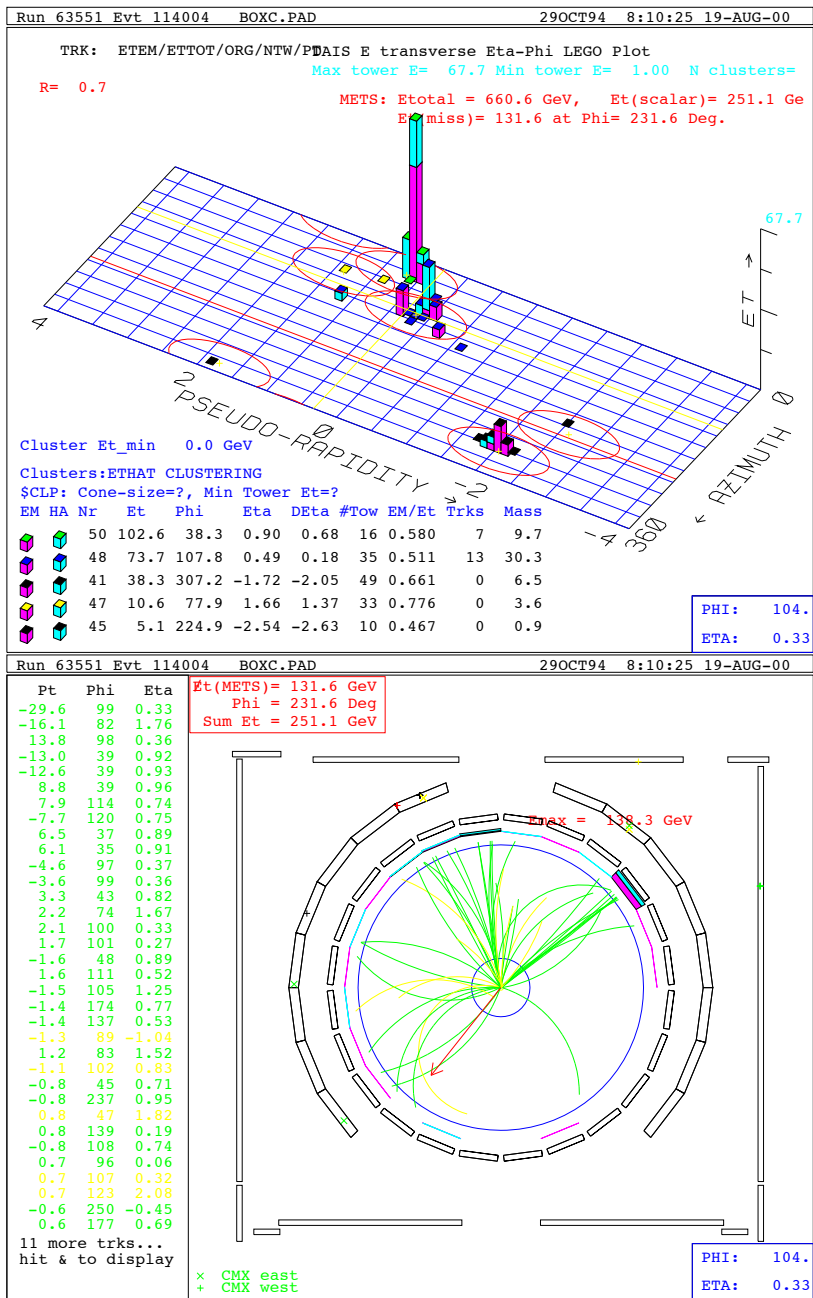 Run 63551 Evt 114004   BOXC.PAD   29OCT94  8:10:25 19-AUG-00
TRK:  ETEM/ETTOT/ORG/NTW/PT
DAIS E transverse Eta-Phi LEGO Plot
Max tower E=  67.7 Min tower E=  1.00  N clusters=
R=  0.7
METS: Etotal = 660.6 GeV,   Et(scalar)= 251.1 Ge
Et(miss)= 131.6 at Phi= 231.6 Deg.
67.7
ET →
4
2
0
-2
-4
PSEUDO-RAPIDITY →
0
← AZIMUTH
360
Cluster Et_min   0.0 GeV
Clusters:ETHAT CLUSTERING
$CLP: Cone-size=?, Min Tower Et=?
EM HA Nr   Et   Phi   Eta   DEta #Tow EM/Et  Trks  Mass
50 102.6  38.3  0.90  0.68  16 0.580   7   9.7
48  73.7 107.8  0.49  0.18  35 0.511  13  30.3
41  38.3 307.2 -1.72 -2.05  49 0.661   0   6.5
47  10.6  77.9  1.66  1.37  33 0.776   0   3.6
45   5.1 224.9 -2.54 -2.63  10 0.467   0   0.9
PHI:   104.
ETA:   0.33
Run 63551 Evt 114004   BOXC.PAD   29OCT94  8:10:25 19-AUG-00
Pt   Phi   Eta
-29.6   99  0.33
-16.1   82  1.76
13.8   98  0.36
-13.0   39  0.92
-12.6   39  0.93
8.8   39  0.96
7.9  114  0.74
-7.7  120  0.75
6.5   37  0.89
6.1   35  0.91
-4.6   97  0.37
-3.6   99  0.36
3.3   43  0.82
2.2   74  1.67
2.1  100  0.33
1.7  101  0.27
-1.6   48  0.89
1.6  111  0.52
-1.5  105  1.25
-1.4  174  0.77
-1.4  137  0.53
-1.3   89 -1.04
1.2   83  1.52
-1.1  102  0.83
-0.8   45  0.71
-0.8  237  0.95
0.8   47  1.82
0.8  139  0.19
-0.8  108  0.74
0.7   96  0.06
0.7  107  0.32
0.7  123  2.08
-0.6  250 -0.45
0.6  177  0.69
11 more trks...
hit & to display
Et(METS)= 131.6 GeV
Phi = 231.6 Deg
Sum Et = 251.1 GeV
Emax =  138.3 GeV
× CMX east
+ CMX west
PHI:   104.
ETA:   0.33